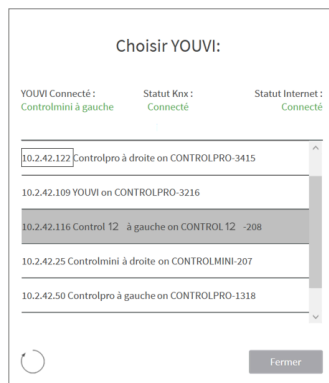 Choisir YOUVI:
YOUVI Connecté : Statut Knx : Statut Internet :
Controlmini à gauche Connecté Connecté
10.2.42.122 Controlpro à droite on CONTROLPRO-3415
10.2.42.109 YOUVI on CONTROLPRO-3216
10.2.42.116 Control 12 à gauche on CONTROL 12 -208
10.2.42.25 Controlmini à droite on CONTROLMINI-207
10.2.42.50 Controlpro à gauche on CONTROLPRO-1318
Fermer